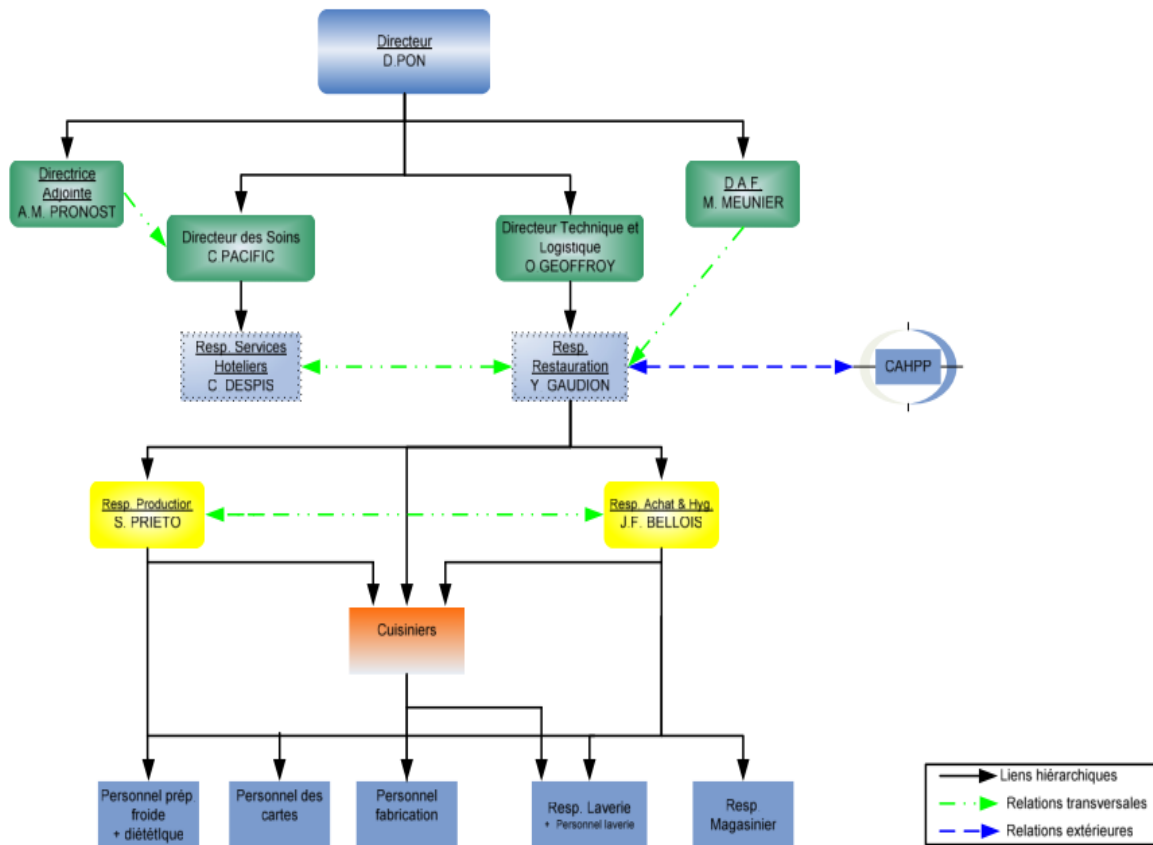 Directeur
D.PON
Directrice
Adjointe
A.M. PRONOST
D.A.F.
M. MEUNIER
Directeur des Soins
C PACIFIC
Directeur Technique et
Logistique
O GEOFFROY
Resp. Services
Hoteliers
C DESPIS
Resp.
Restauration
Y GAUDION
CAHPP
Resp. Production
S. PRIETO
Resp. Achat & Hyg.
J.F. BELLOIS
Cuisiniers
Personnel prép.
froide
+ diététique
Personnel des
cartes
Personnel
fabrication
Resp. Laverie
+ Personnel laverie
Resp.
Magasinier
Liens hiérarchiques
Relations transversales
Relations extérieures